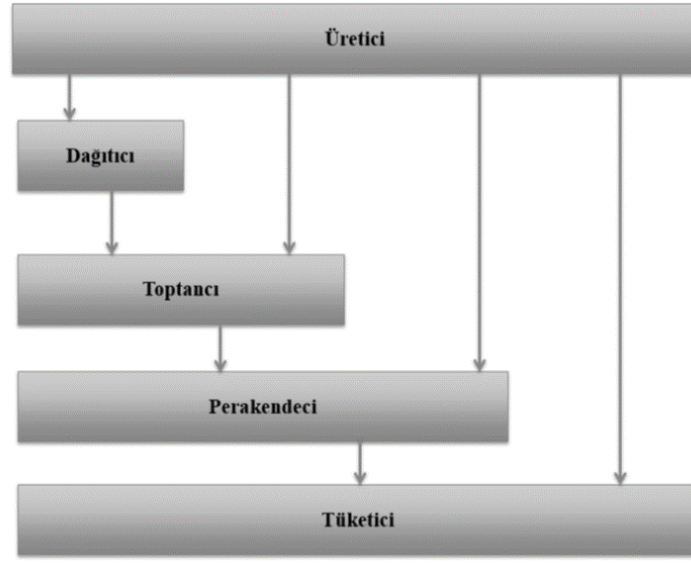 Üretici
Dağıtıcı
Toptancı
Perakendeci
Tüketici